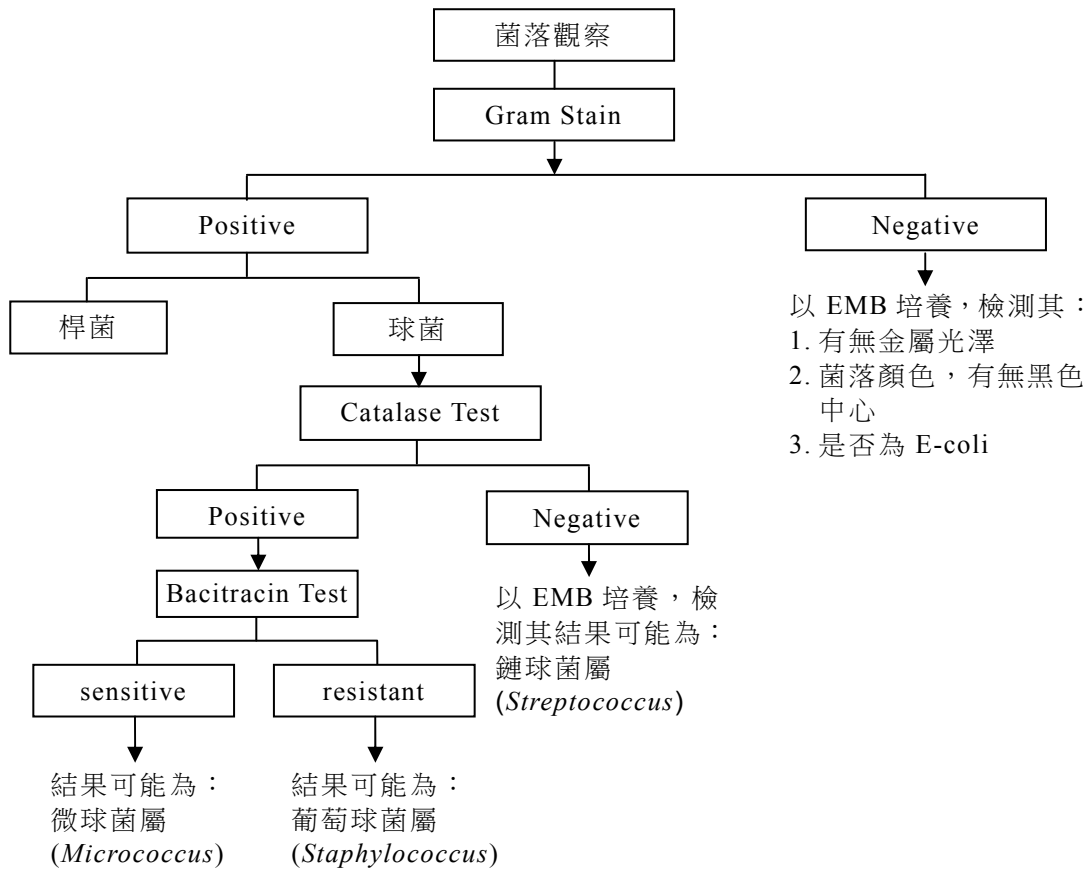 菌落觀察
Gram Stain
Positive
Negative
桿菌
球菌
以 EMB 培養，檢測其：
1. 有無金屬光澤
2. 菌落顏色，有無黑色
中心
3. 是否為 E-coli
Catalase Test
Positive
Negative
Bacitracin Test
以 EMB 培養，檢
測其結果可能為：
鏈球菌屬
(Streptococcus)
sensitive
resistant
結果可能為：
微球菌屬
(Micrococcus)
結果可能為：
葡萄球菌屬
(Staphylococcus)